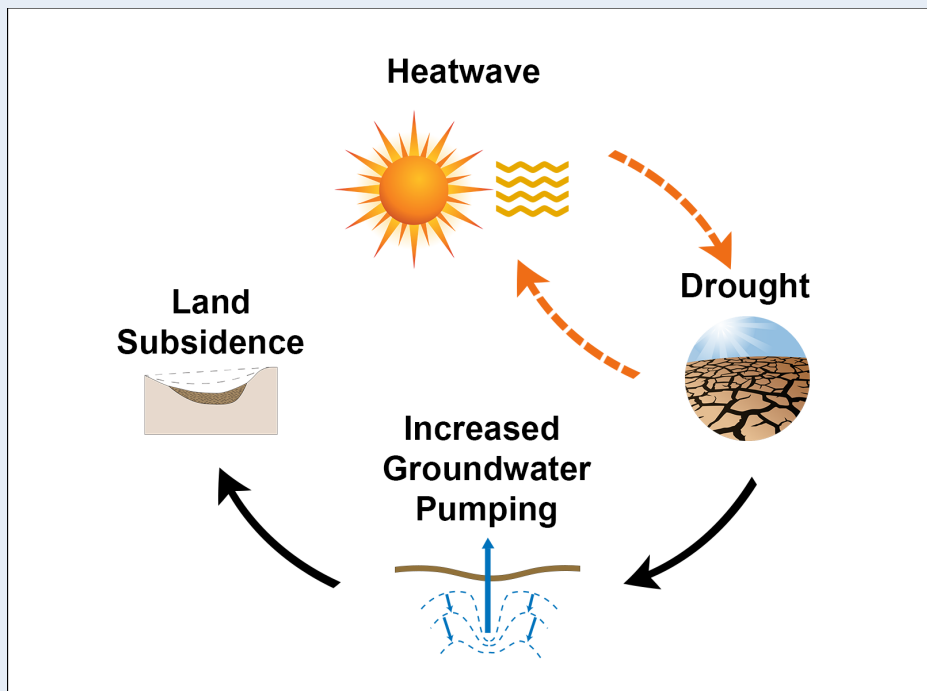 Heatwave
Drought
Land
Subsidence
Increased
Groundwater
Pumping